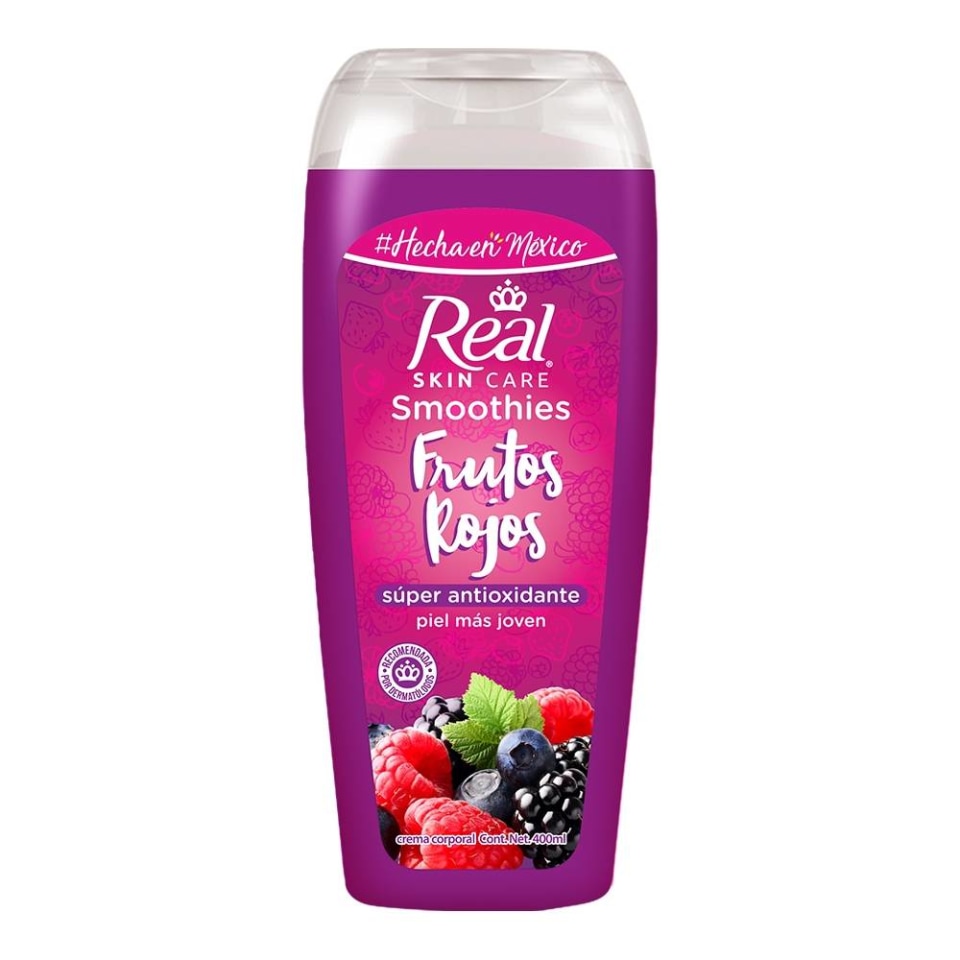 #Hecha en México
Real®
SKIN CARE
Smoothies
Frutos
Rojos
súper antioxidante
piel más joven
RECOMENDADA
POR DERMATÓLOGOS
crema corporal Cont. Net. 400ml